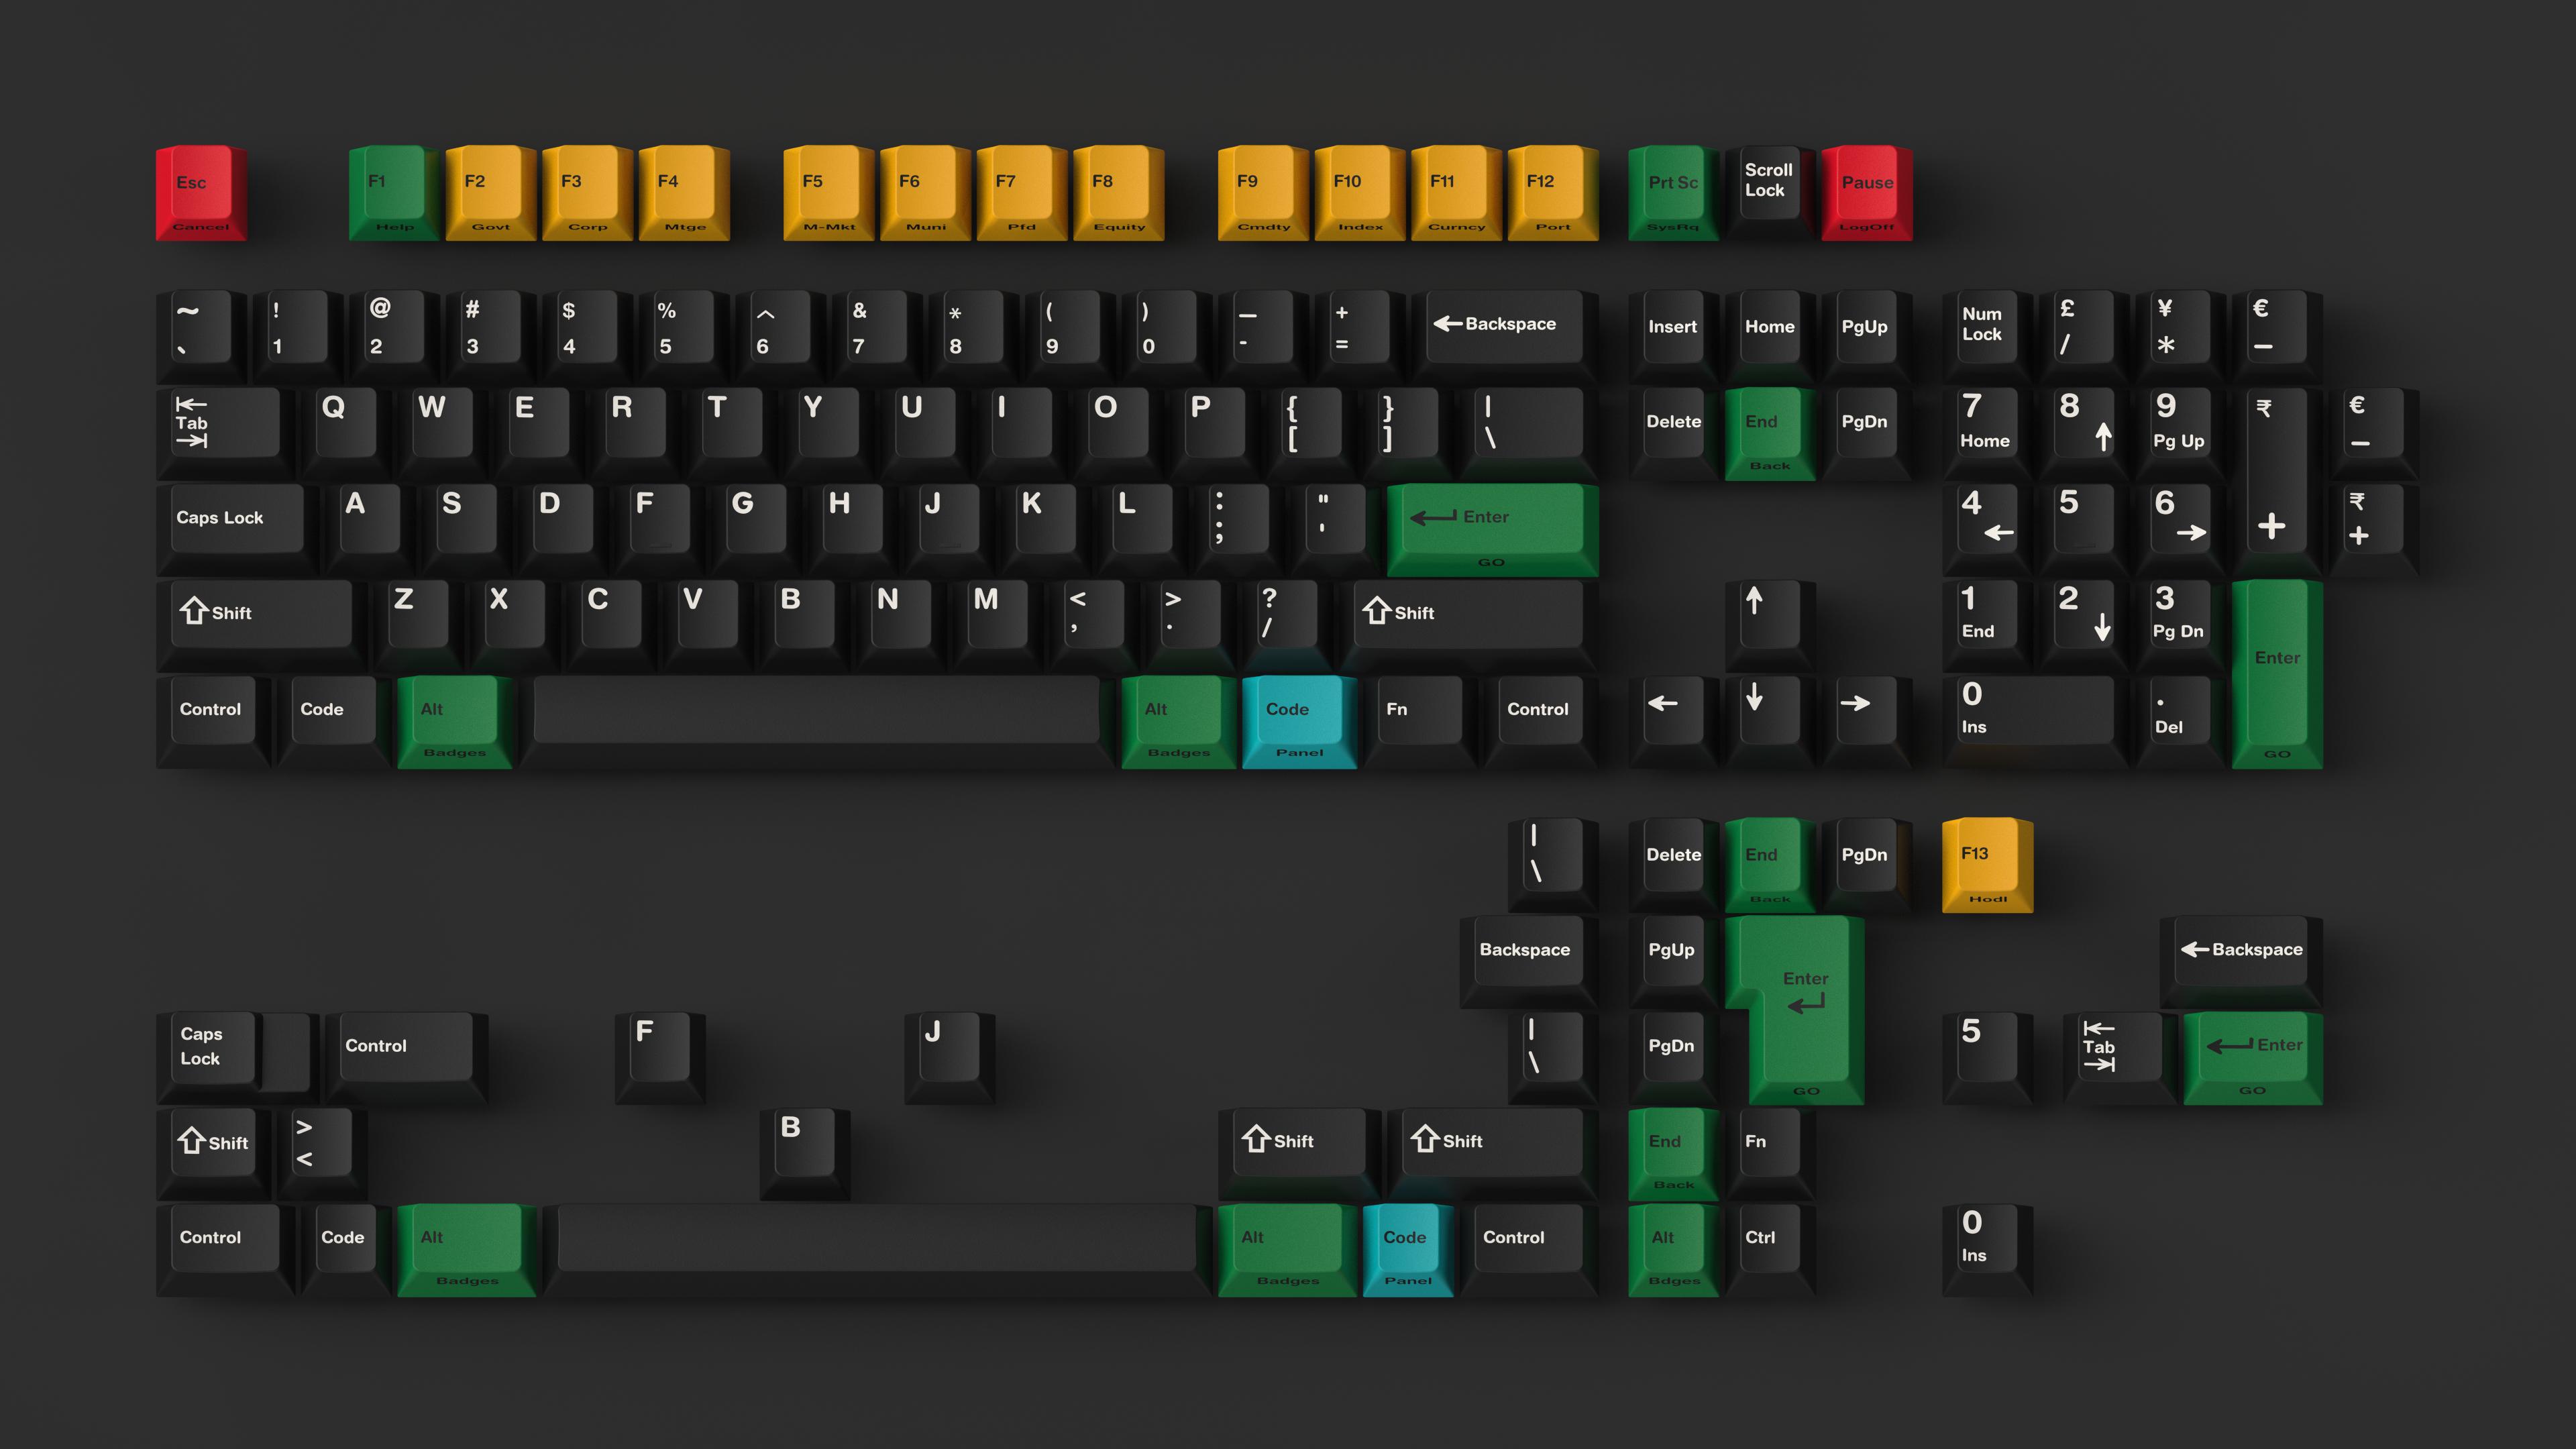 Esc F1 F2 F3 F4 F5 F6 F7 F8 F9 F10 F11 F12 Prt Sc Scroll Lock Pause
Cancel Help Govt Corp Mtge M-Mkt Muni Pfd Equity Cmdty Index Curncy Port SysRq LogOff
~ ! @ # $ % ^ & * ( ) _ + ←Backspace Insert Home PgUp Num Lock £ ¥ €
` 1 2 3 4 5 6 7 8 9 0 - = / * −
Tab Q W E R T Y U I O P { } | Delete End PgDn 7 8 9 ₹ €
[ ] \ Back Home ↑ Pg Up −
Caps Lock A S D F G H J K L : " ↵ Enter 4 5 6 + ₹
; ' GO ← → +
⇧ Shift Z X C V B N M < > ? ⇧ Shift ↑ 1 2 3 Enter
, . / End ↓ Pg Dn
Control Code Alt Alt Code Fn Control ← ↓ → 0 .
Badges Badges Panel Ins Del GO
| Delete End PgDn F13
\ Back Hodl
Backspace PgUp Enter ↵ ←Backspace
Caps Lock Control F J | PgDn 5 Tab ↵ Enter
\ GO GO
⇧ Shift > B ⇧ Shift ⇧ Shift End Fn
< Back
Control Code Alt Alt Code Control Alt Ctrl 0
Badges Badges Panel Bdges Ins